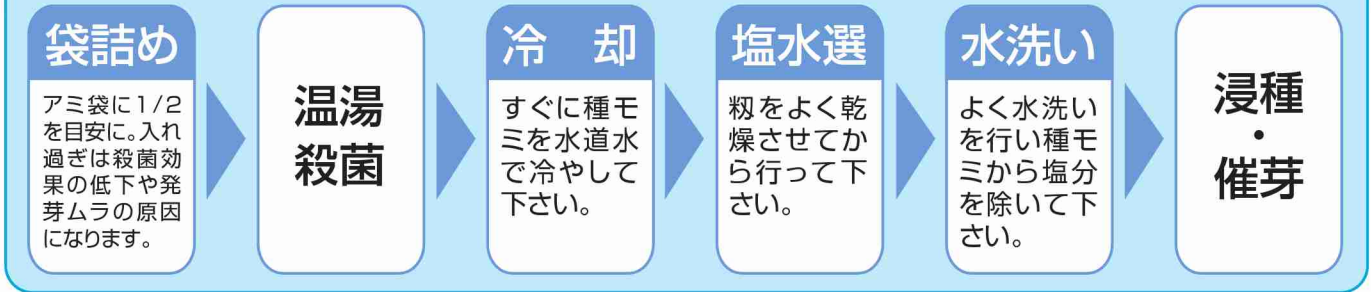 袋詰め
アミ袋に1/2
を目安に。入れ
過ぎは殺菌効
果の低下や発
芽ムラの原因
になります。
温湯
殺菌
冷　却
すぐに種モ
ミを水道水
で冷やして
下さい。
塩水選
籾をよく乾
燥させてか
ら行って下
さい。
水洗い
よく水洗い
を行い種モ
ミから塩分
を除いて下
さい。
浸種
・
催芽